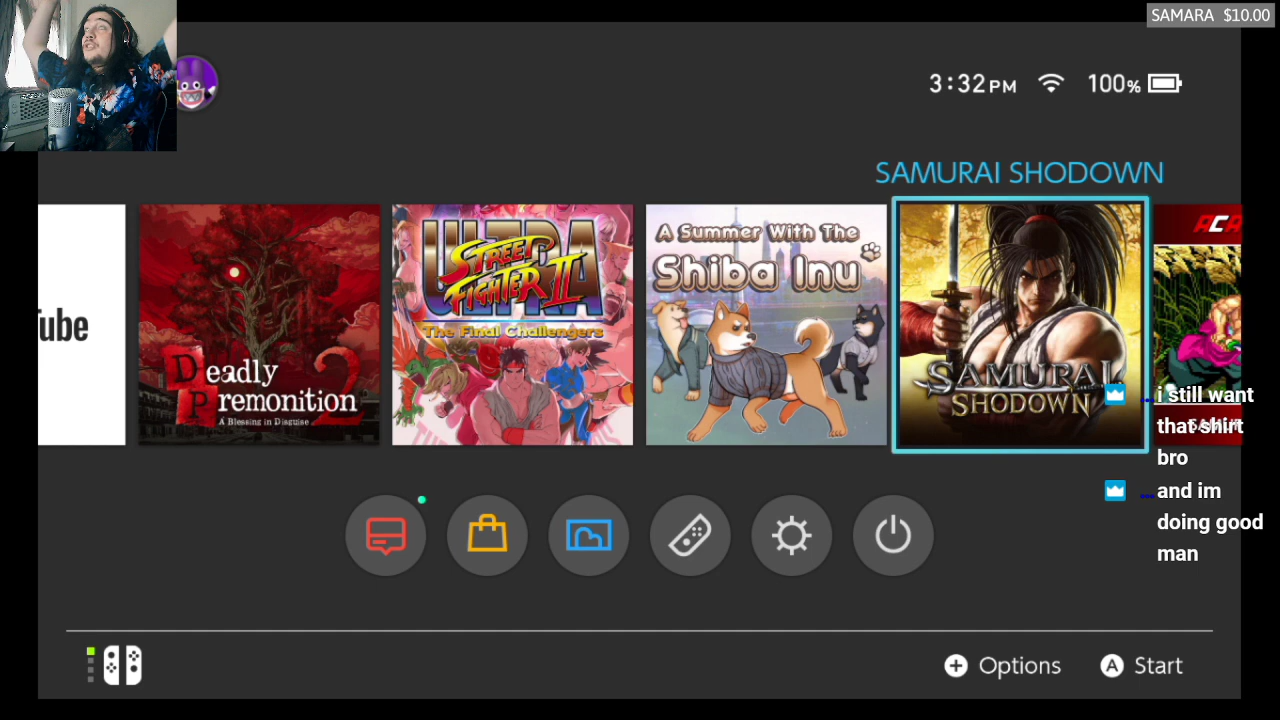 SAMARA $10.00
3:32 PM 100%
SAMURAI SHODOWN
Tube
Deadly
Premonition 2
A Blessing in Disguise
ULTRA
STREET
FIGHTER II
The Final Challengers
A Summer With The
Shiba Inu
SAMURAI
SHODOWN
ACA
... i still want
that shirt
bro
... and im
doing good
man
+ Options
A Start